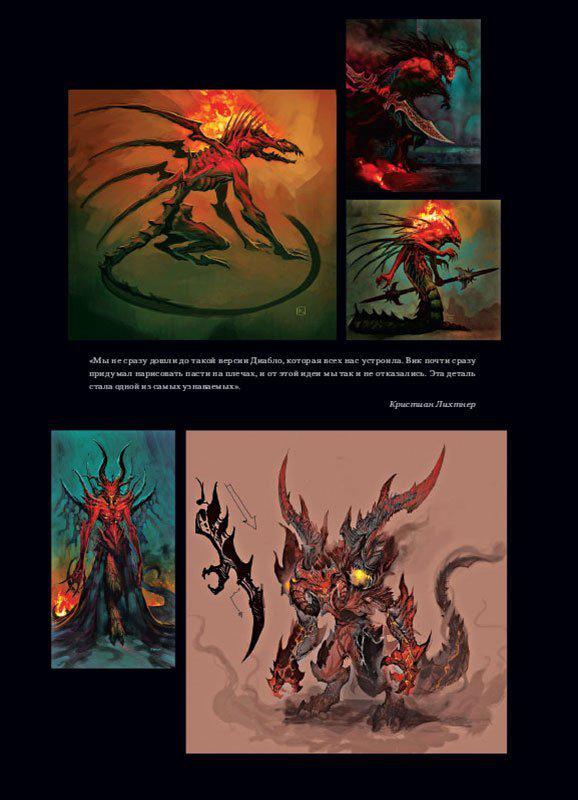 «Мы не сразу дошли до такой версии Диабло, которая всех нас устроила. Вик почти сразу
придумал нарисовать пасти на плечах, и от этой идеи мы так и не отказались. Эта деталь
стала одной из самых узнаваемых».
Кристиан Лихтнер